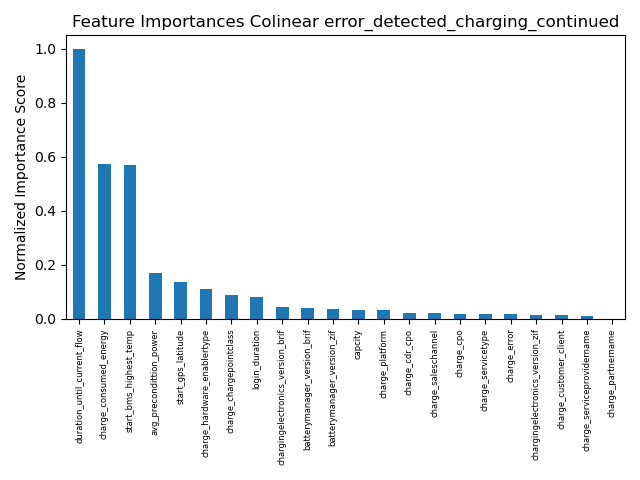 Feature Importances Colinear error_detected_charging_continued
Normalized Importance Score
1.0
0.8
0.6
0.4
0.2
0.0
duration_until_current_flow
charge_consumed_energy
start_bms_highest_temp
avg_precondition_power
start_gps_latitude
charge_hardware_enablertype
charge_chargepointclass
login_duration
chargingelectronics_version_brif
batterymanager_version_brif
batterymanager_version_zif
capcity
charge_platform
charge_cdr_cpo
charge_saleschannel
charge_cpo
charge_servicetype
charge_error
chargingelectronics_version_zif
charge_customer_client
charge_serviceprovidername
charge_partnername